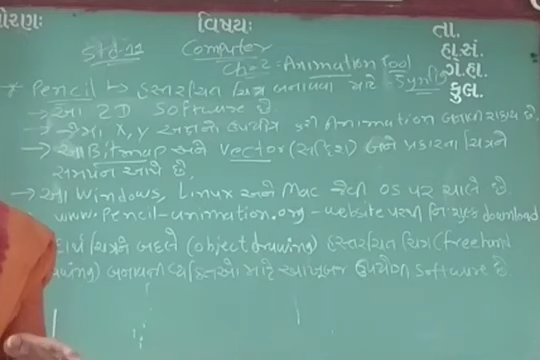 ધોરણઃ વિષયઃ તા.
હા.સં.
ગે.હા.
કુલ.
Std-12 Computer
Ch-2 : Animation Tool Synfig
* Pencil → હસ્તરચિત ચિત્ર બનાવવા માટે
→ આ 2D Software છે.
→ જેમાં X, Y અક્ષનો ઉપયોગ કરી Animation બનાવી શકાય છે.
→ આ Bitmap અને Vector (સદિશ) બંને પ્રકારના ચિત્રને
સમર્થન આપે છે.
→ આ Windows, Linux અને Mac જેવી OS પર ચાલે છે.
www.Pencil-animation.org - website પરથી નિઃશુલ્ક download
ચિત્રને બદલે (object drawing) હસ્તરચિત ચિત્ર (freehand
drawing) બનાવતી વ્યક્તિઓ માટે આ ખૂબજ ઉપયોગી Software છે.